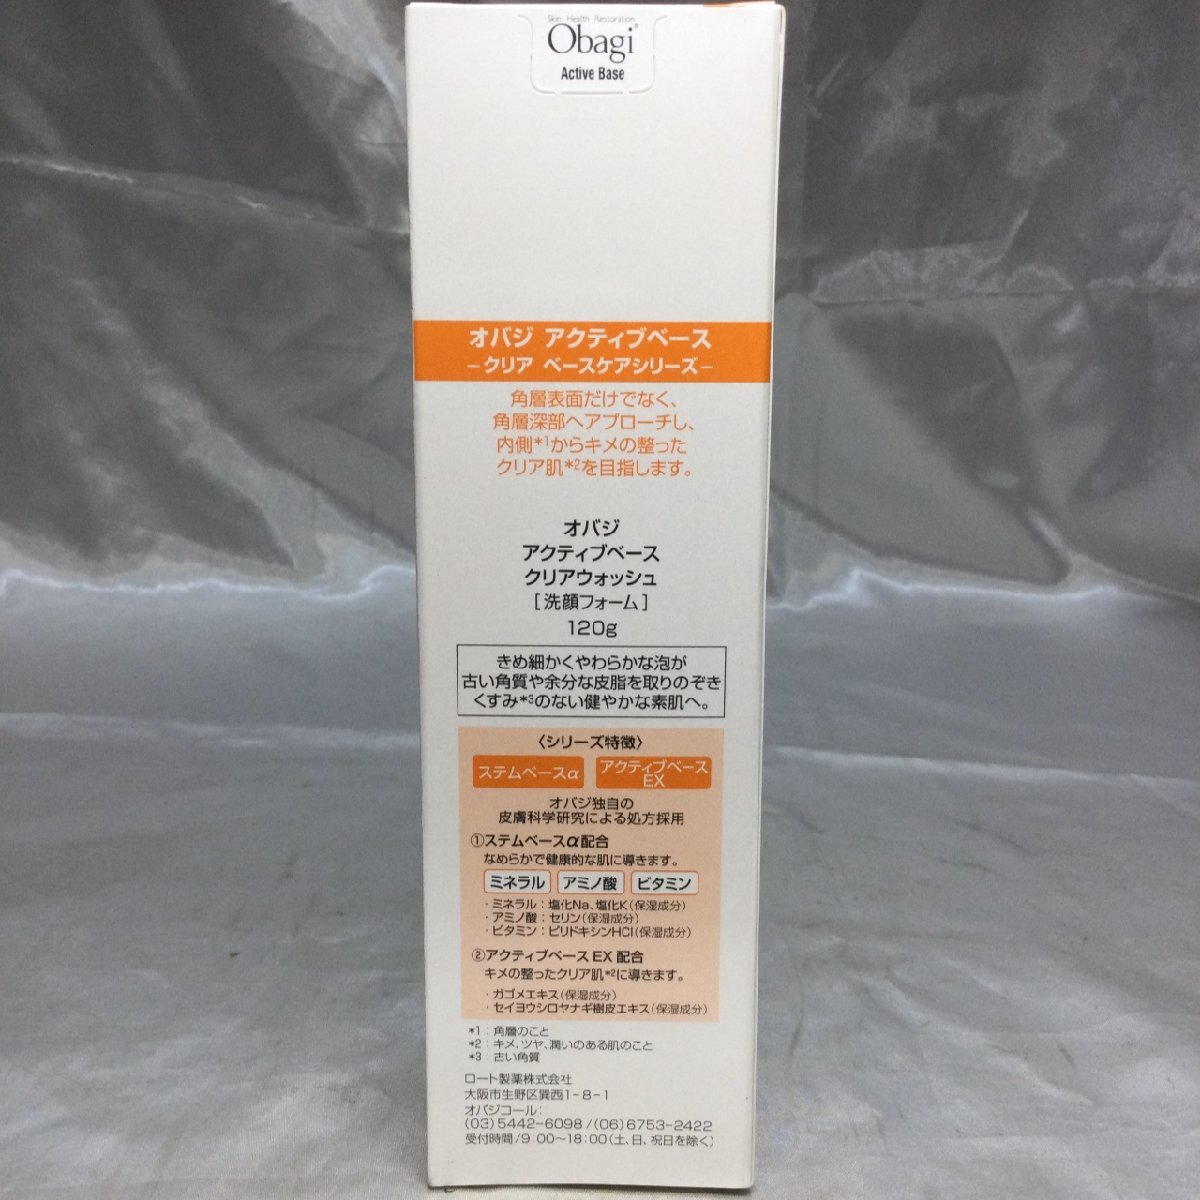 Skin Health Restoration
Obagi®
Active Base
オバジ アクティブベース
−クリア ベースケアシリーズ−
角層表面だけでなく、
角層深部へアプローチし、
内側*1からキメの整った
クリア肌*2を目指します。
オバジ
アクティブベース
クリアウォッシュ
[洗顔フォーム]
120g
きめ細かくやわらかな泡が
古い角質や余分な皮脂を取りのぞき
くすみ*3のない健やかな素肌へ。
〈シリーズ特徴〉
ステムベースα アクティブベース
EX
オバジ独自の
皮膚科学研究による処方採用
①ステムベースα配合
なめらかで健康的な肌に導きます。
ミネラル アミノ酸 ビタミン
・ミネラル：塩化Na、塩化K(保湿成分)
・アミノ酸：セリン(保湿成分)
・ビタミン：ピリドキシンHCl(保湿成分)
②アクティブベースEX配合
キメの整ったクリア肌*2に導きます。
・ガゴメエキス(保湿成分)
・セイヨウシロヤナギ樹皮エキス(保湿成分)
*1：角層のこと
*2：キメ、ツヤ、潤いのある肌のこと
*3：古い角質
ロート製薬株式会社
大阪市生野区巽西1-8-1
オバジコール：
(03)5442-6098/(06)6753-2422
受付時間/9:00〜18:00(土、日、祝日を除く)